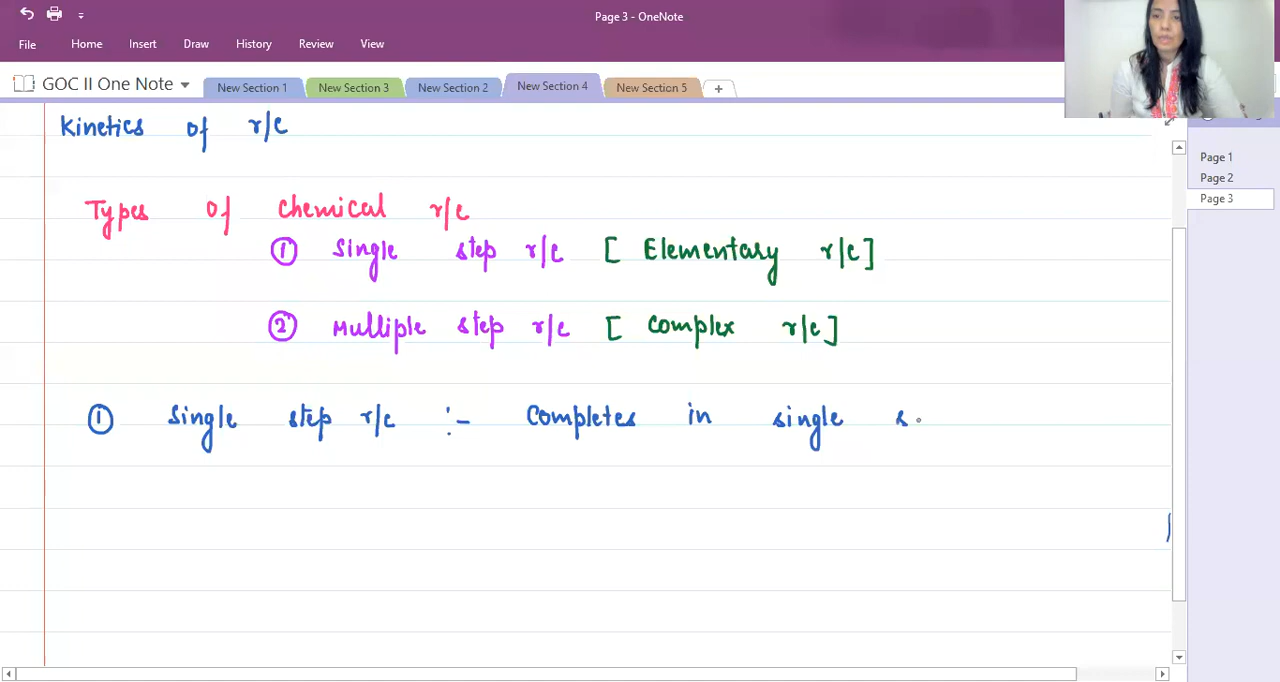 Page 3 - OneNote
File Home Insert Draw History Review View
GOC II One Note New Section 1 New Section 3 New Section 2 New Section 4 New Section 5
Page 1
Page 2
Page 3
Kinetics of r/c
Types of Chemical r/c
① Single step r/c [ Elementary r/c ]
② Multiple step r/c [ Complex r/c ]
① Single step r/c :- Completes in single s